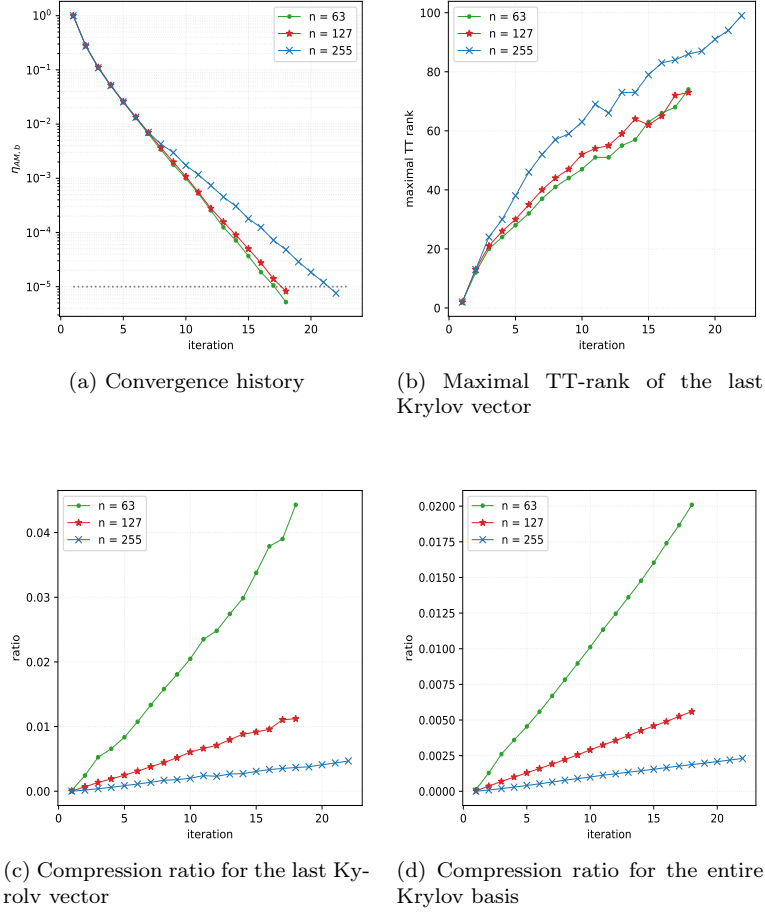 10^0
10^-1
10^-2
10^-3
10^-4
10^-5
η_AM,b
n = 63
n = 127
n = 255
0 5 10 15 20
iteration
(a) Convergence history
100
80
60
40
20
0
maximal TT rank
n = 63
n = 127
n = 255
0 5 10 15 20
iteration
(b) Maximal TT-rank of the last
Krylov vector
0.04
0.03
0.02
0.01
0.00
ratio
n = 63
n = 127
n = 255
0 5 10 15 20
iteration
(c) Compression ratio for the last Ky-
rolv vector
0.0200
0.0175
0.0150
0.0125
0.0100
0.0075
0.0050
0.0025
0.0000
ratio
n = 63
n = 127
n = 255
0 5 10 15 20
iteration
(d) Compression ratio for the entire
Krylov basis